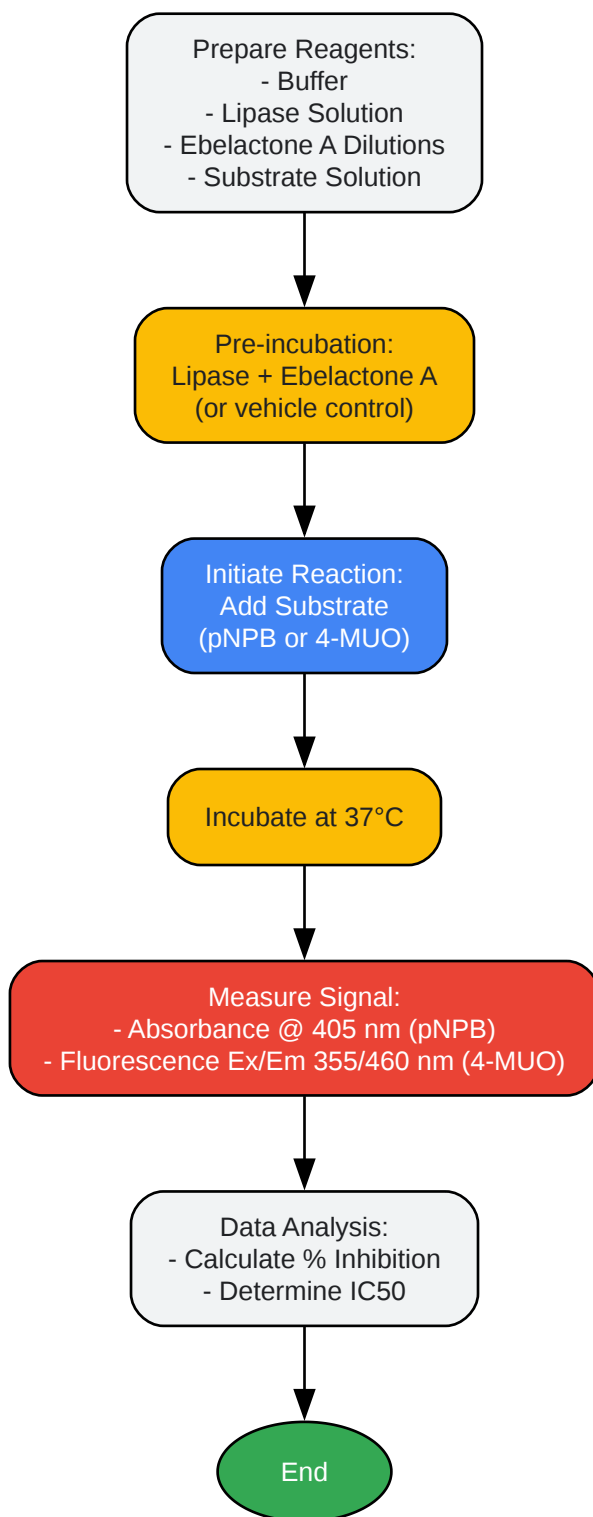 Prepare Reagents:
- Buffer
- Lipase Solution
- Ebelactone A Dilutions
- Substrate Solution
Pre-incubation:
Lipase + Ebelactone A
(or vehicle control)
Initiate Reaction:
Add Substrate
(pNPB or 4-MUO)
Incubate at 37°C
Measure Signal:
- Absorbance @ 405 nm (pNPB)
- Fluorescence Ex/Em 355/460 nm (4-MUO)
Data Analysis:
- Calculate % Inhibition
- Determine IC50
End